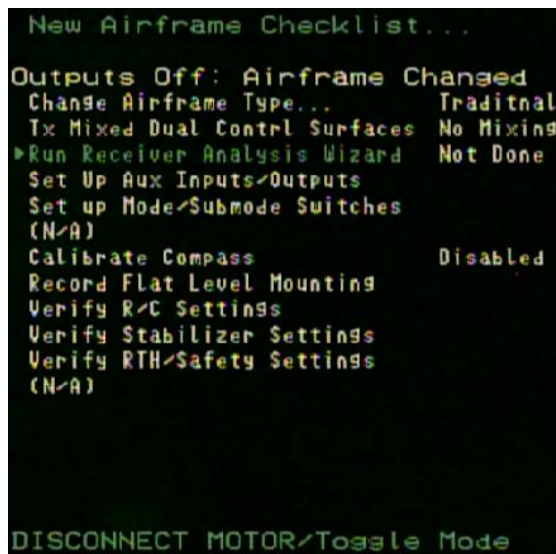 New Airframe Checklist...
Outputs Off: Airframe Changed
Change Airframe Type... Traditnal
Tx Mixed Dual Contrl Surfaces No Mixing
▶Run Receiver Analysis Wizard Not Done
Set Up Aux Inputs/Outputs
Set up Mode/Submode Switches
(N/A)
Calibrate Compass Disabled
Record Flat Level Mounting
Verify R/C Settings
Verify Stabilizer Settings
Verify RTH/Safety Settings
(N/A)
DISCONNECT MOTOR/Toggle Mode